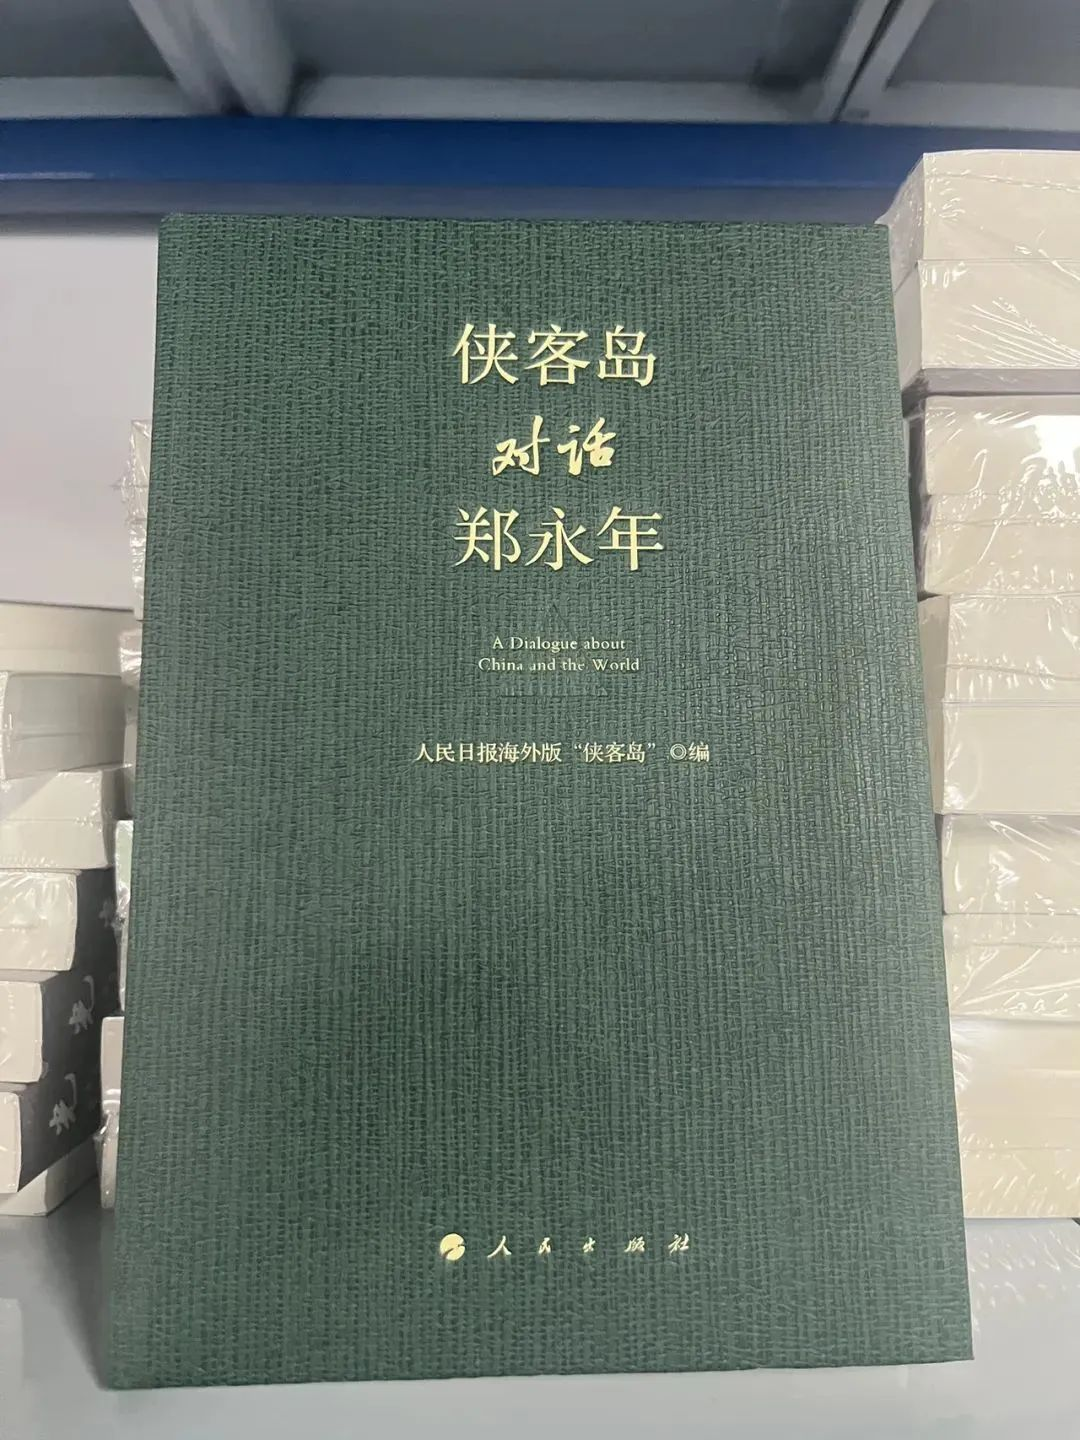 侠客岛
对话
郑永年
A Dialogue about
China and the World
人民日报海外版“侠客岛”◎编
人民出版社